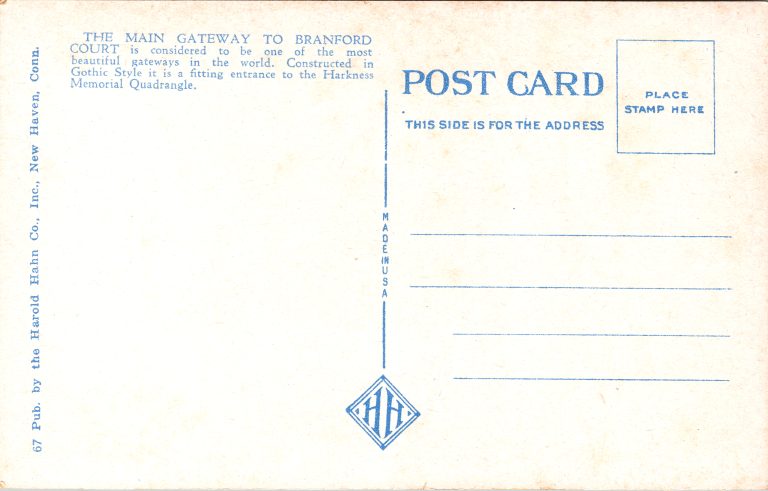 THE MAIN GATEWAY TO BRANFORD
COURT is considered to be one of the most
beautiful gateways in the world. Constructed in
Gothic Style it is a fitting entrance to the Harkness
Memorial Quadrangle.
67 Pub. by the Harold Hahn Co., Inc., New Haven, Conn.
POST CARD
THIS SIDE IS FOR THE ADDRESS
PLACE
STAMP HERE
MADE IN USA
HH